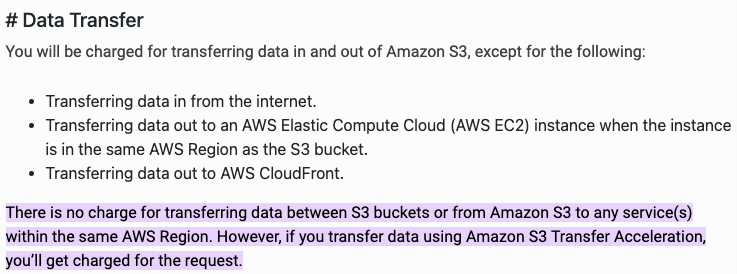 # Data Transfer
You will be charged for transferring data in and out of Amazon S3, except for the following:
• Transferring data in from the internet.
• Transferring data out to an AWS Elastic Compute Cloud (AWS EC2) instance when the instance
is in the same AWS Region as the S3 bucket.
• Transferring data out to AWS CloudFront.
There is no charge for transferring data between S3 buckets or from Amazon S3 to any service(s)
within the same AWS Region. However, if you transfer data using Amazon S3 Transfer Acceleration,
you’ll get charged for the request.